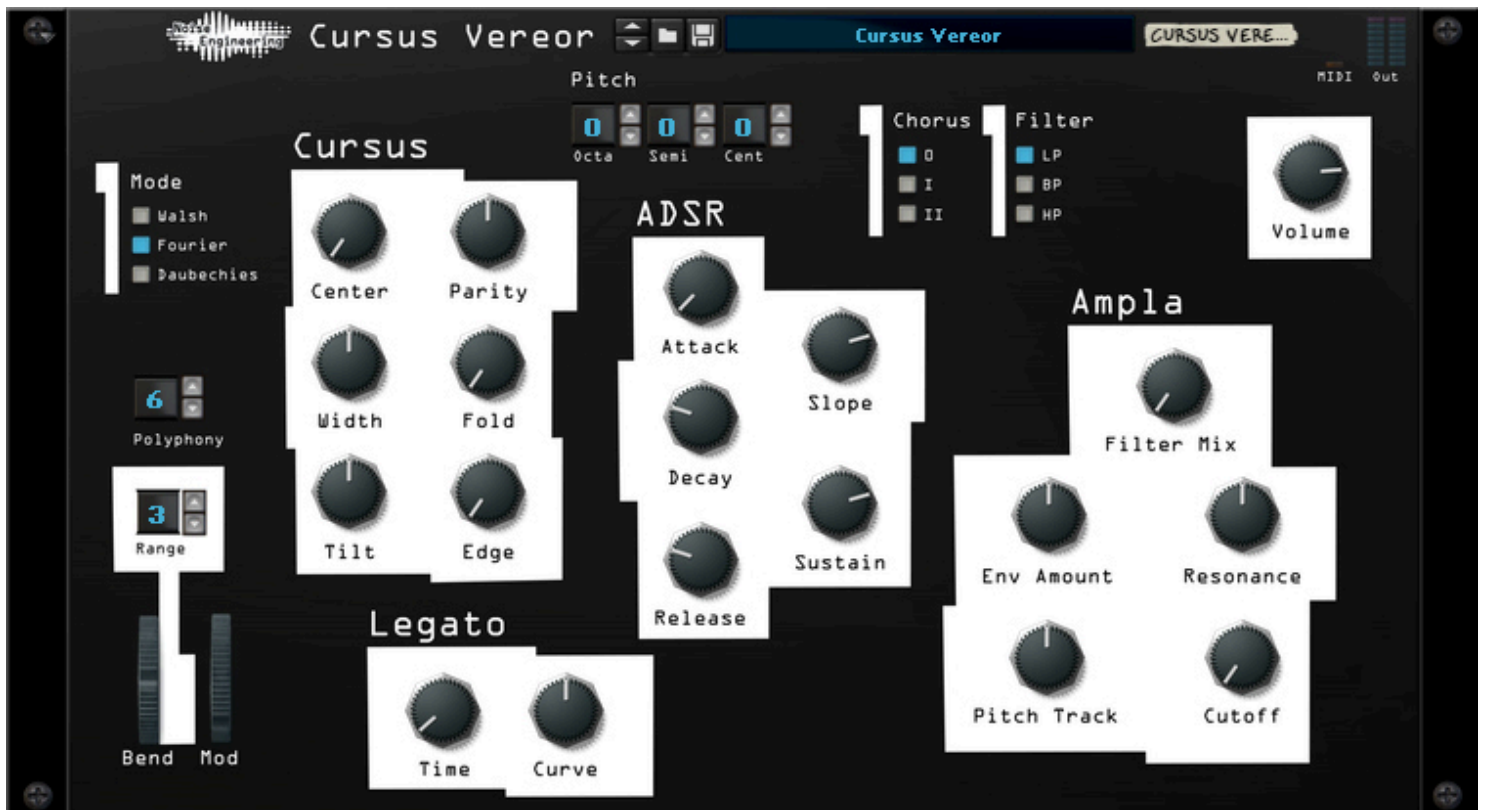 Noise Engineering
Cursus Vereor
Cursus Vereor
CURSUS VERE...
MIDI Out
Pitch
0 0 0
Octa Semi Cent
Chorus
O
I
II
Filter
LP
BP
HP
Volume
Mode
Walsh
Fourier
Daubechies
6
Polyphony
3
Range
Bend Mod
Cursus
Center Parity
Width Fold
Tilt Edge
Legato
Time Curve
ADSR
Attack
Slope
Decay
Sustain
Release
Ampla
Filter Mix
Env Amount Resonance
Pitch Track Cutoff